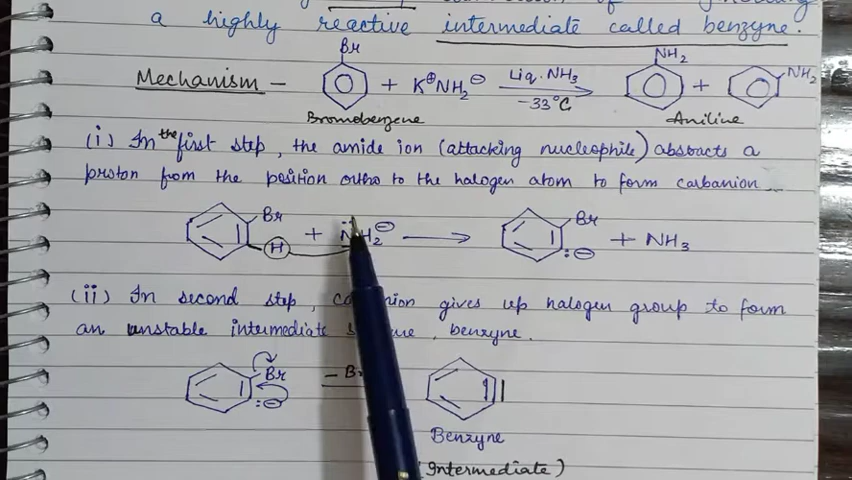 a highly reactive intermediate called benzyne.
Mechanism - Br + K⊕NH2⊖ Liq. NH3 -33°C NH2 + NH2
Bromobenzene Aniline
(i) In the first step, the amide ion (attacking nucleophile) abstracts a
proton from the position ortho to the halogen atom to form carbanion
Br H + NH2⊖ → Br :⊖ + NH3
(ii) In second step, gives up halogen group to form
an unstable intermediate , benzyne.
Br :⊖ - Br
Benzyne
(Intermediate)